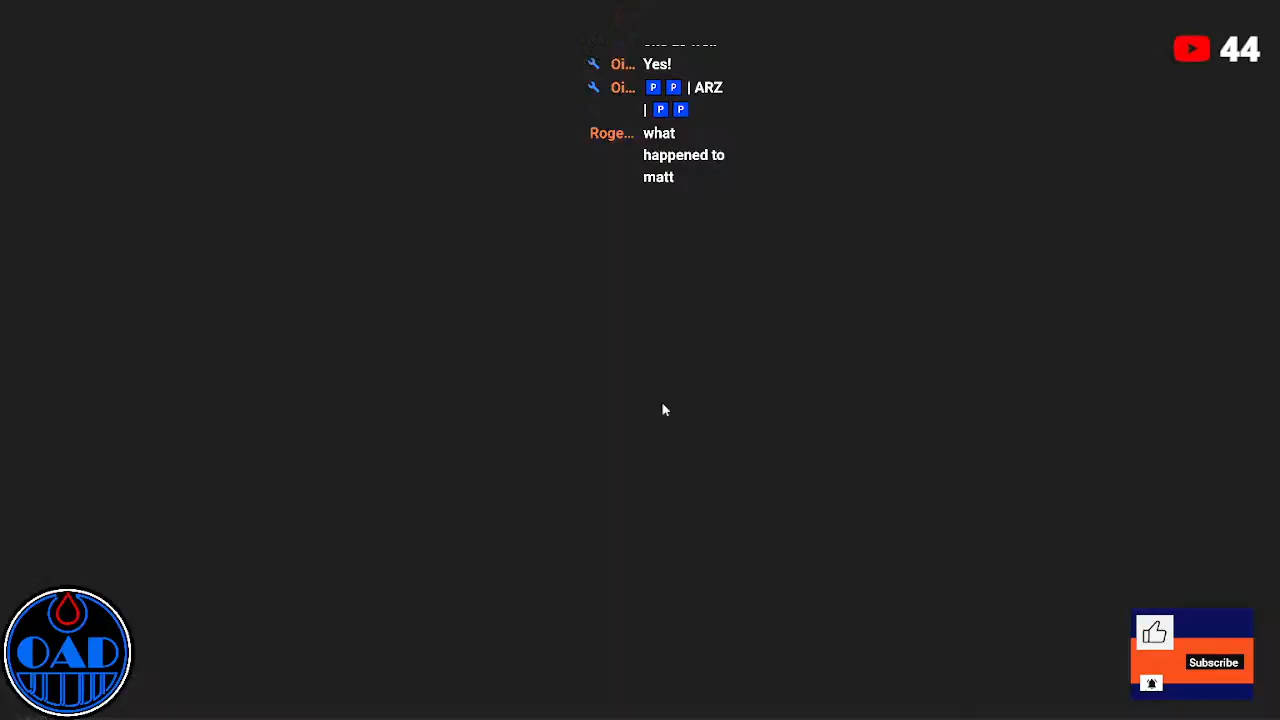 44
Oi... Yes!
Oi... 🅿 🅿 | ARZ
| 🅿 🅿
Roge... what
happened to
matt
OAD
Subscribe